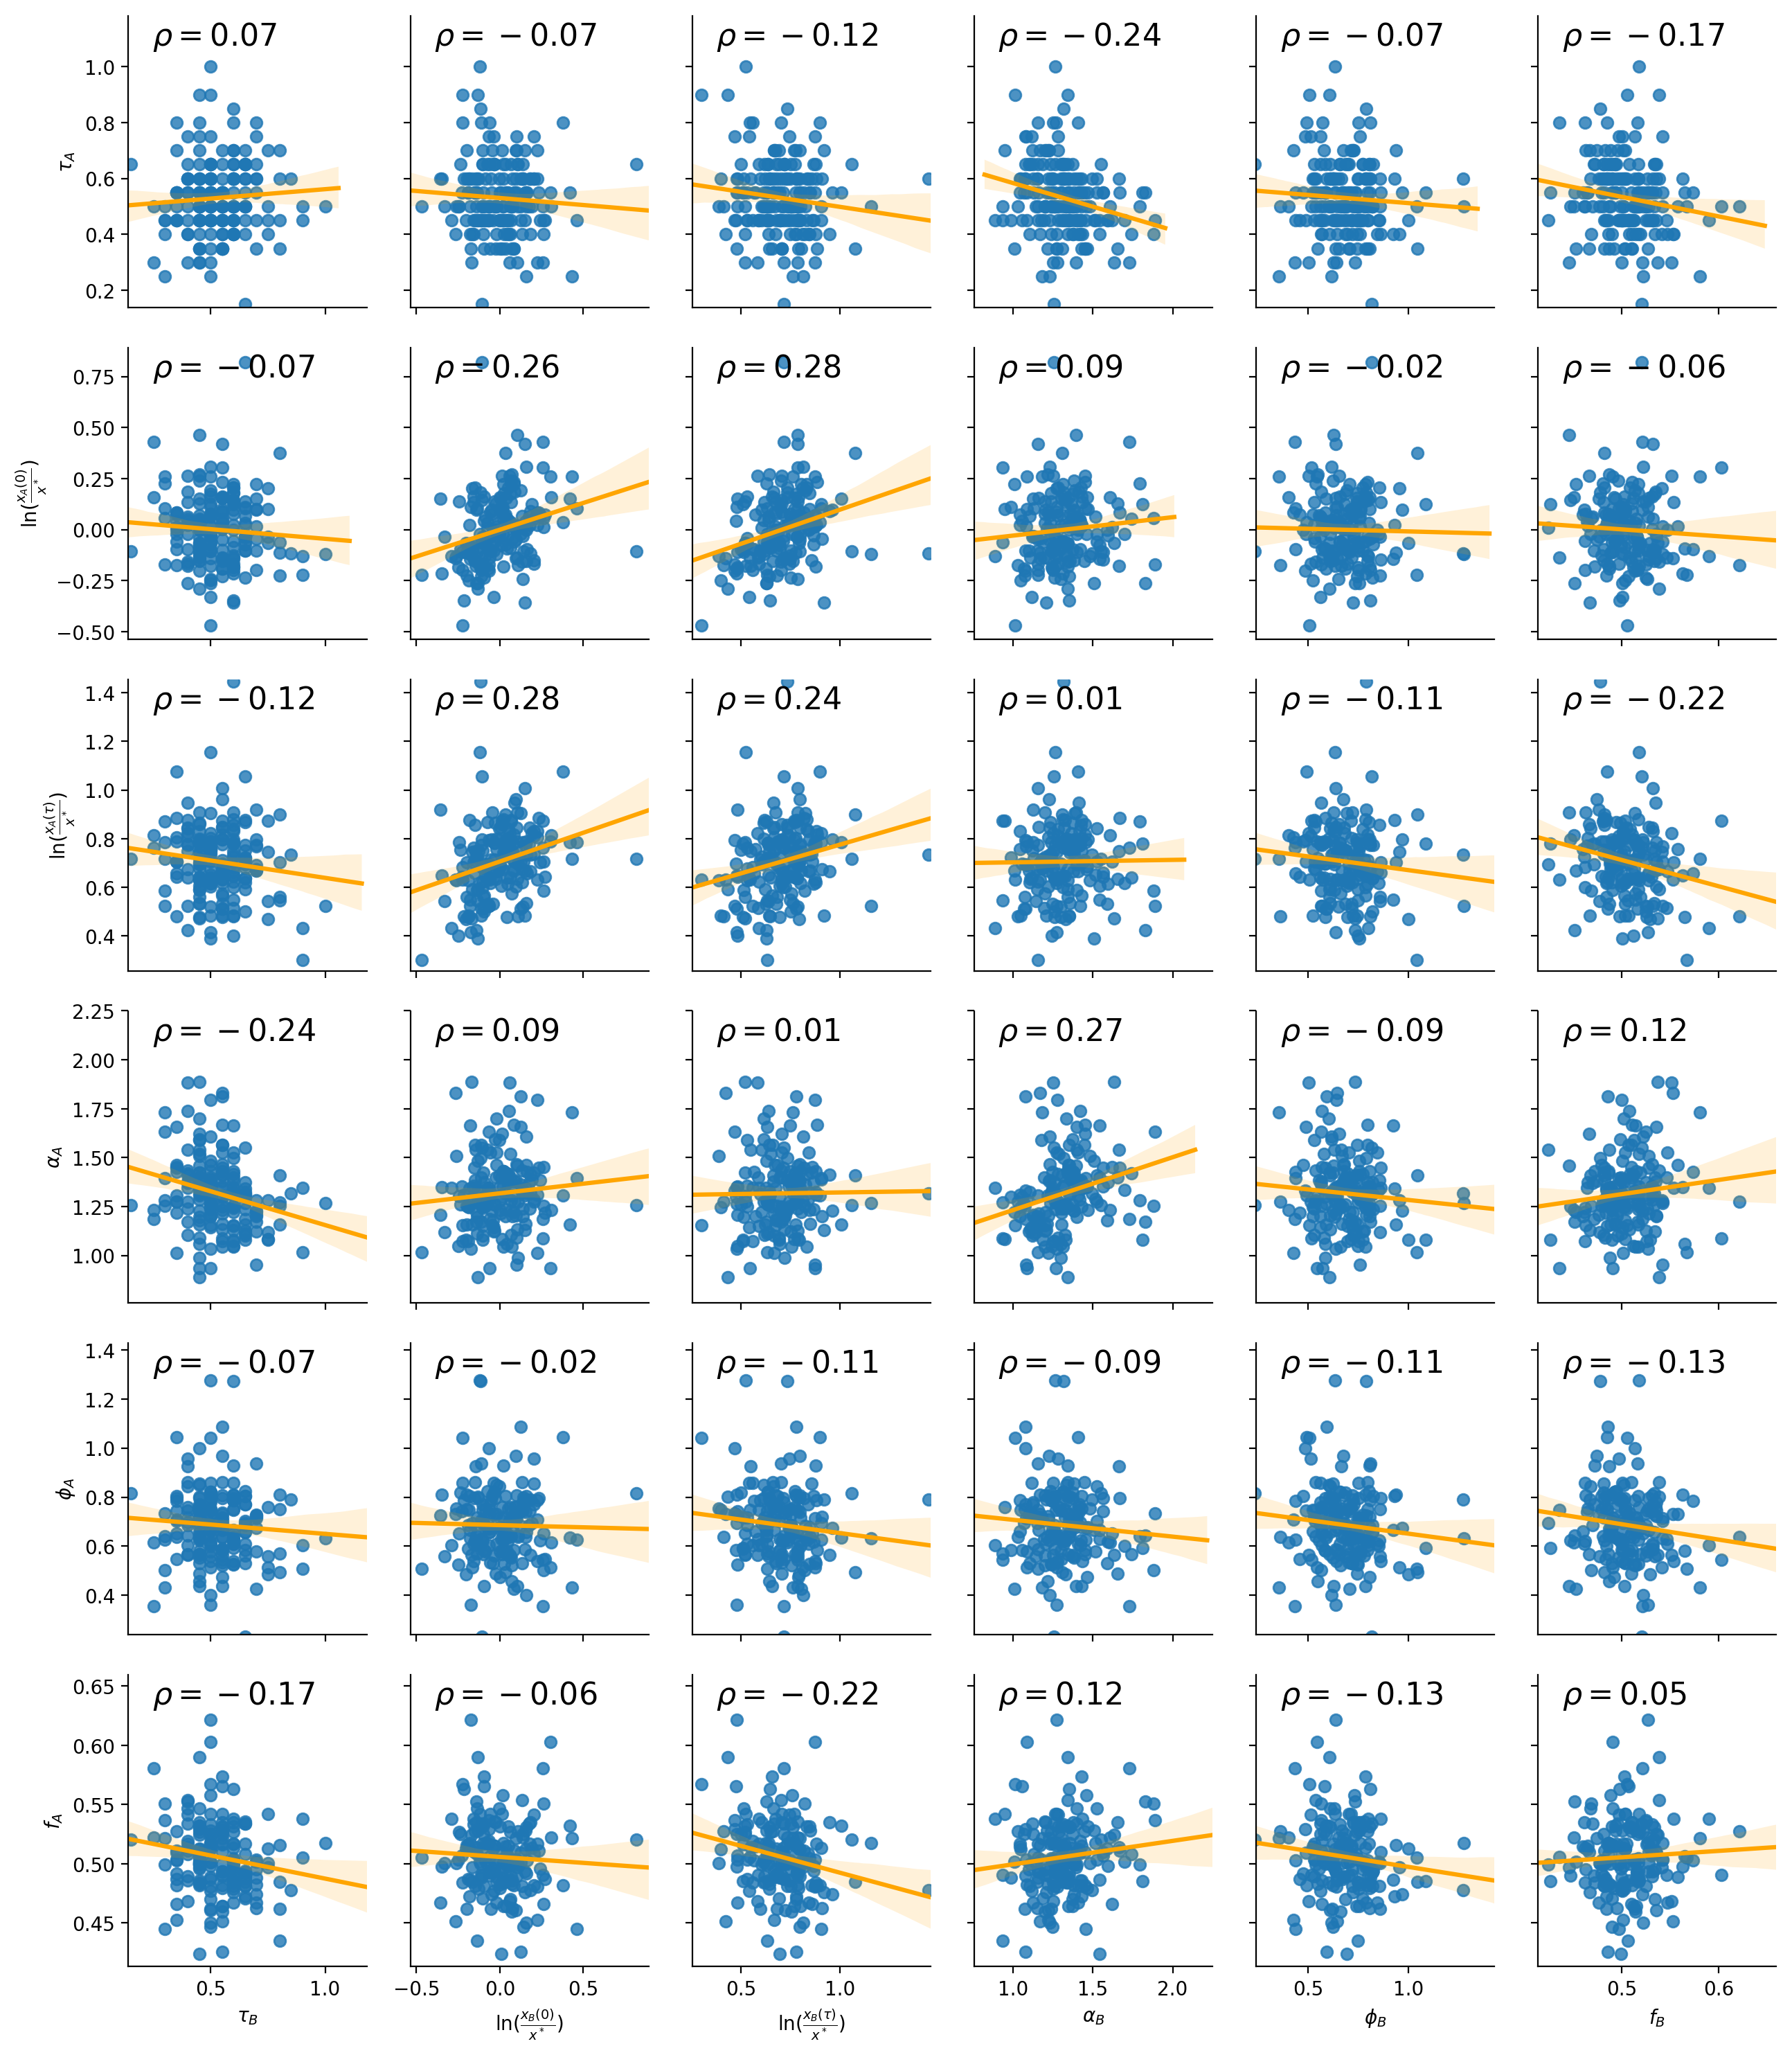 ρ = 0.07 ρ = −0.07 ρ = −0.12 ρ = −0.24 ρ = −0.07 ρ = −0.17
1.0
0.8
τ_A
0.6
0.4
0.2
ρ = −0.07 ρ = 0.26 ρ = 0.28 ρ = 0.09 ρ = −0.02 ρ = −0.06
0.75
0.50
0.25
ln(x_A(0)/x*)
0.00
−0.25
−0.50
ρ = −0.12 ρ = 0.28 ρ = 0.24 ρ = 0.01 ρ = −0.11 ρ = −0.22
1.4
1.2
1.0
ln(x_A(τ)/x*)
0.8
0.6
0.4
2.25
ρ = −0.24 ρ = 0.09 ρ = 0.01 ρ = 0.27 ρ = −0.09 ρ = 0.12
2.00
1.75
α_A
1.50
1.25
1.00
1.4
ρ = −0.07 ρ = −0.02 ρ = −0.11 ρ = −0.09 ρ = −0.11 ρ = −0.13
1.2
1.0
ϕ_A
0.8
0.6
0.4
0.65
ρ = −0.17 ρ = −0.06 ρ = −0.22 ρ = 0.12 ρ = −0.13 ρ = 0.05
0.60
0.55
f_A
0.50
0.45
0.5 1.0 −0.5 0.0 0.5 0.5 1.0 1.0 1.5 2.0 0.5 1.0 0.5 0.6
τ_B ln(x_B(0)/x*) ln(x_B(τ)/x*) α_B ϕ_B f_B